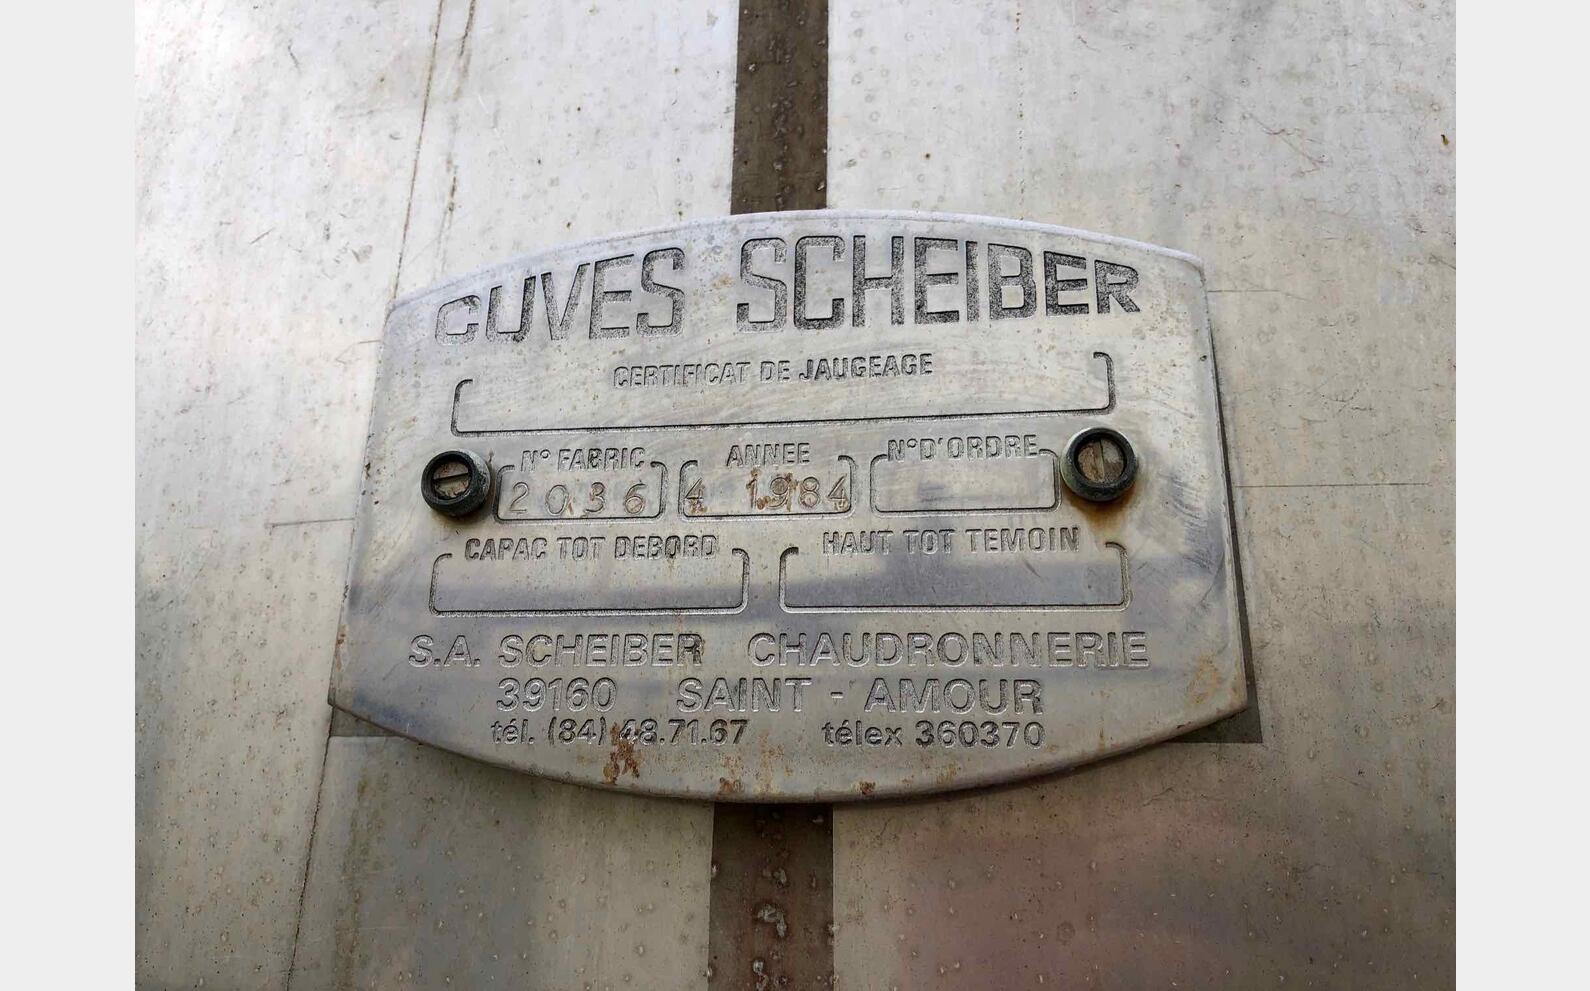 CUVES SCHEIBER
CERTIFICAT DE JAUGEAGE
N° FABRIC ANNEE N° D'ORDRE
2036 4 1984
CAPAC TOT DEBORD HAUT TOT TEMOIN
S.A. SCHEIBER CHAUDRONNERIE
39160 SAINT - AMOUR
tél. (84) 48.71.67 télex 360370